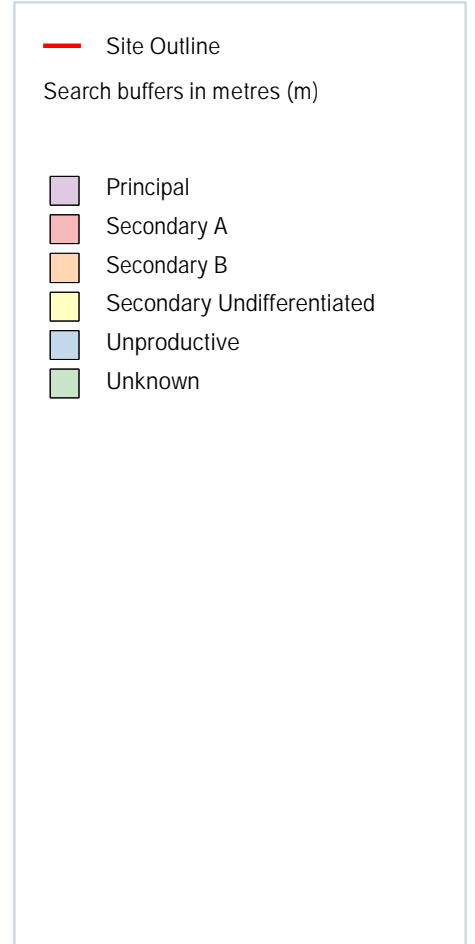 Site Outline
Search buffers in metres (m)
Principal
Secondary A
Secondary B
Secondary Undifferentiated
Unproductive
Unknown